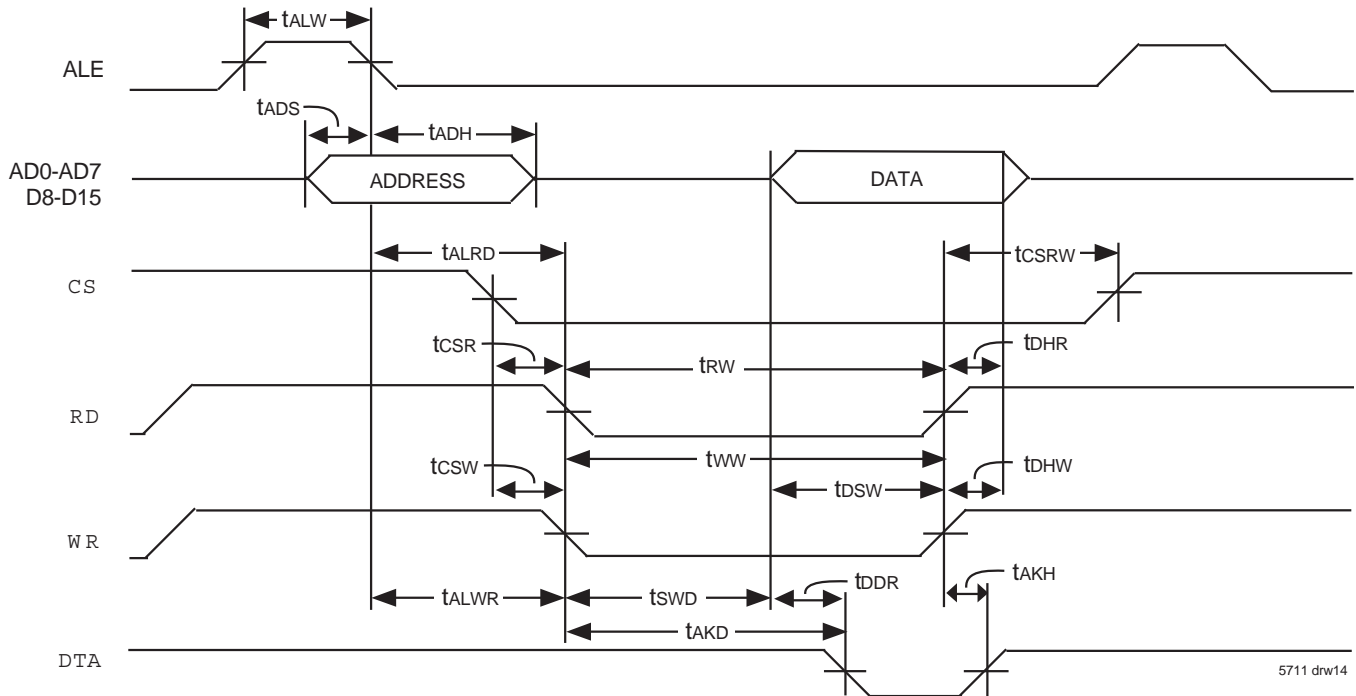 tALW
ALE
tADS
tADH
AD0-AD7
D8-D15
ADDRESS
DATA
tALRD
tCSRW
CS
tCSR
tRW
tDHR
RD
tCSW
tWW
tDHW
tDSW
WR
tDDR
tAKH
tALWR
tSWD
tAKD
DTA
5711 drw14